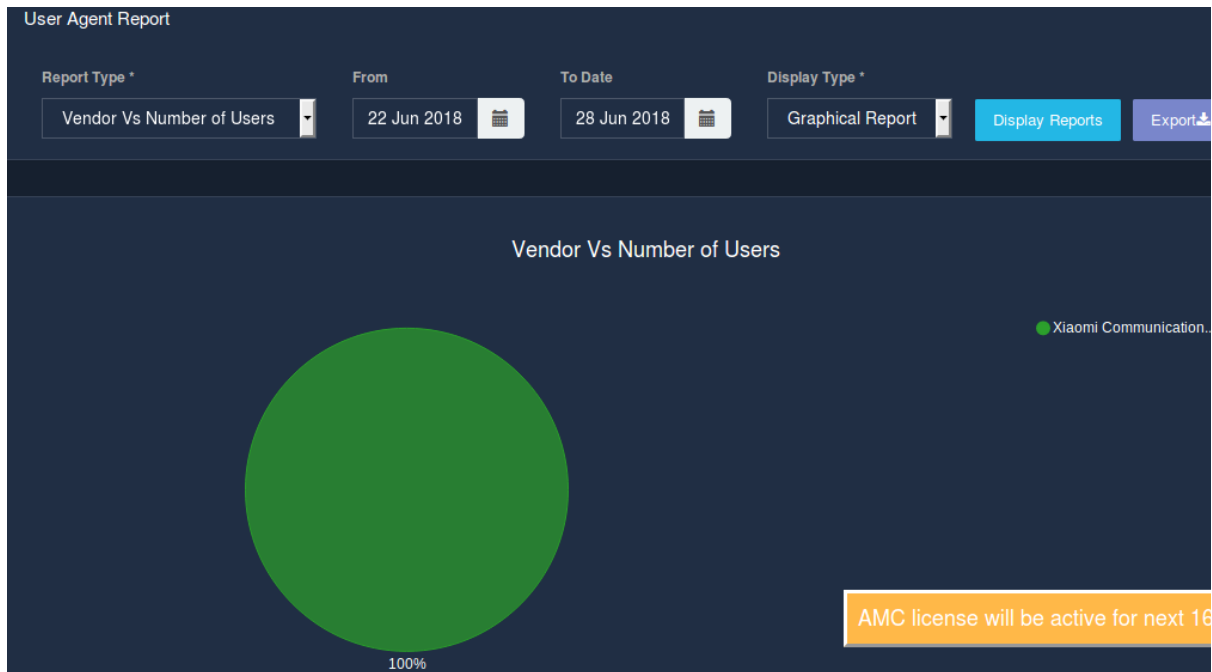 User Agent Report
Report Type * From To Date Display Type *
Vendor Vs Number of Users 22 Jun 2018 28 Jun 2018 Graphical Report Display Reports Export
Vendor Vs Number of Users
Xiaomi Communication..
AMC license will be active for next 16
100%